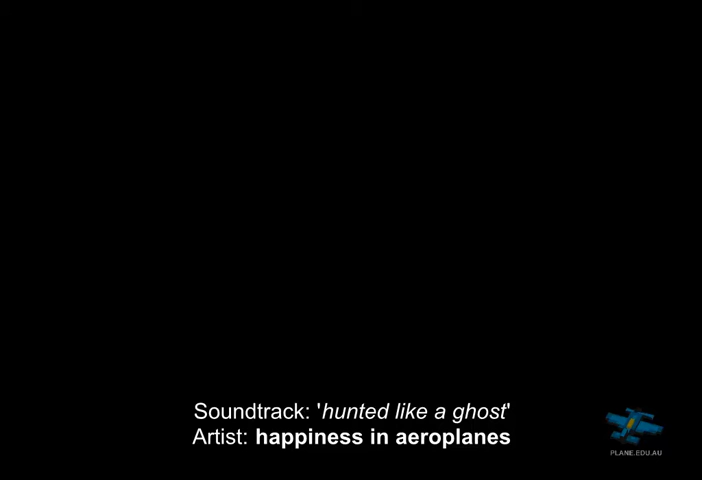 Soundtrack: 'hunted like a ghost'
Artist: happiness in aeroplanes
PLANE.EDU.AU